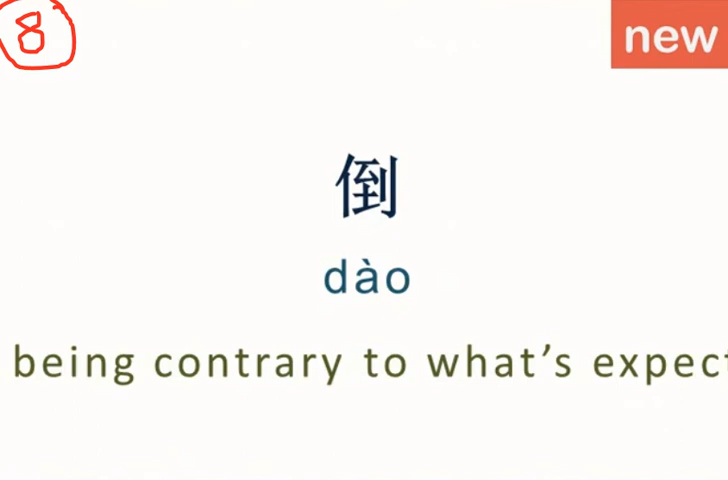 8
new
倒
dào
being contrary to what's expect